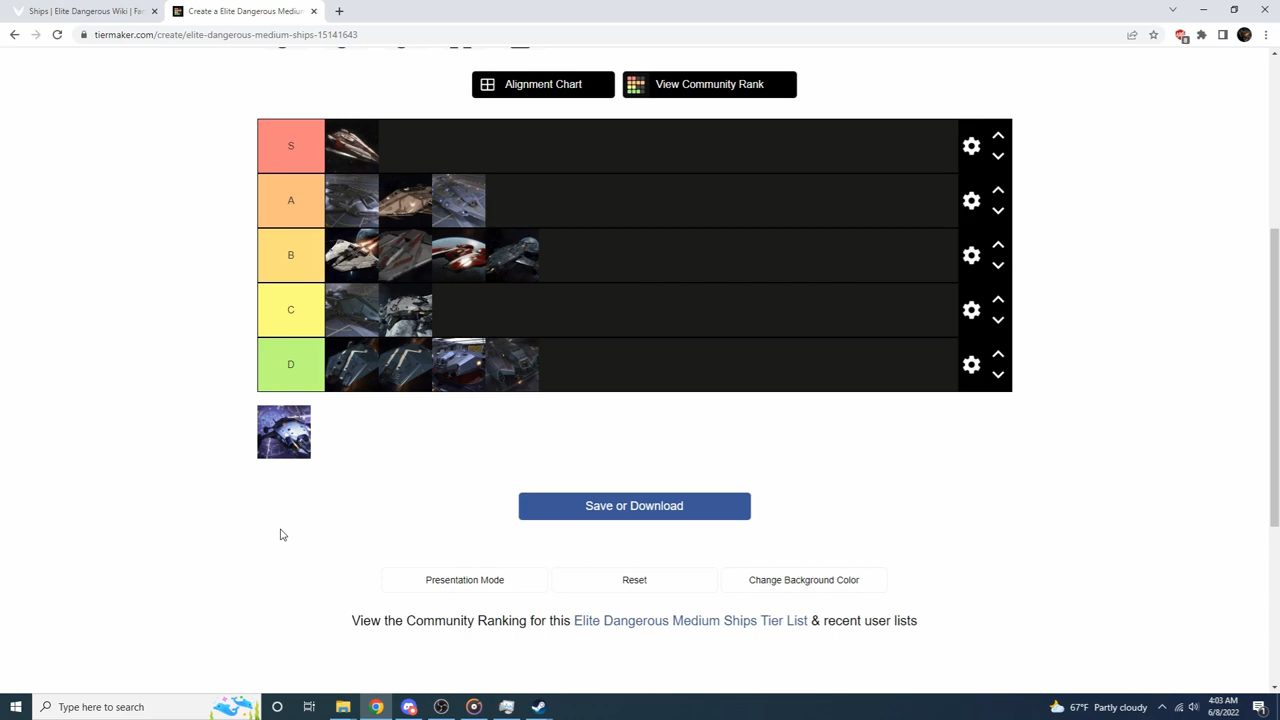 Ships | Elite Dangerous Wiki | Fan
Create a Elite Dangerous Medium
tiermaker.com/create/elite-dangerous-medium-ships-15141643
Alignment Chart
View Community Rank
S
A
B
C
D
Save or Download
Presentation Mode
Reset
Change Background Color
View the Community Ranking for this Elite Dangerous Medium Ships Tier List & recent user lists
Type here to search
67°F Partly cloudy
4:03 AM
6/8/2022